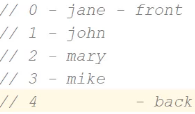 // 0 - jane - front
// 1 - john
// 2 - mary
// 3 - mike
// 4 - back